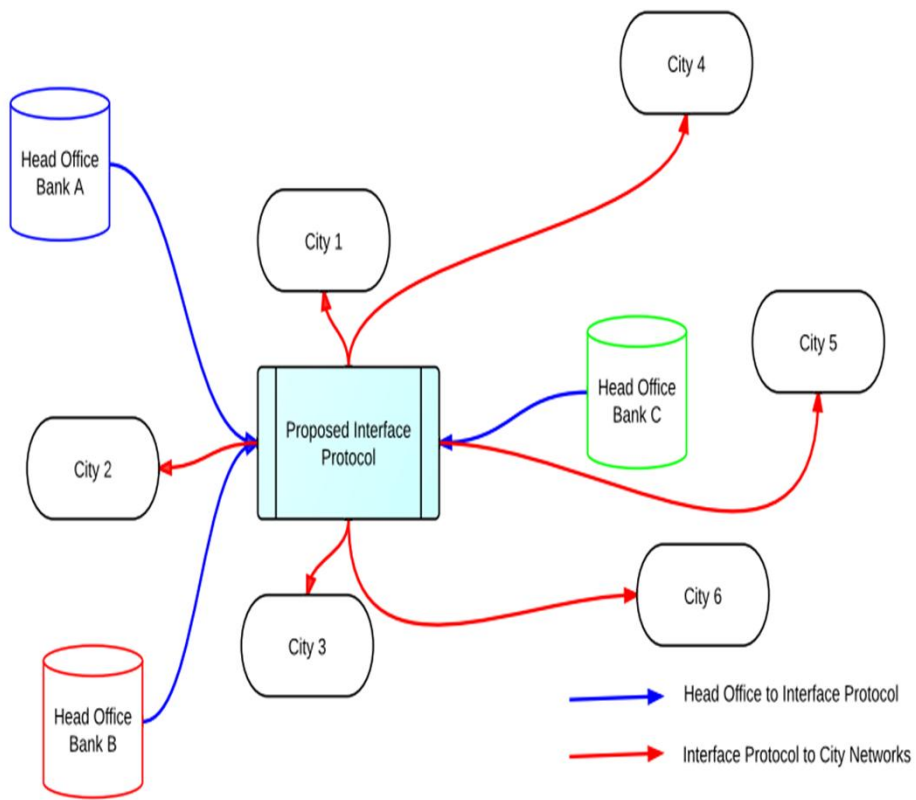 City 4
Head Office
Bank A
City 1
City 5
Head Office
Bank C
Proposed Interface
Protocol
City 2
City 6
City 3
Head Office
Bank B
Head Office to Interface Protocol
Interface Protocol to City Networks